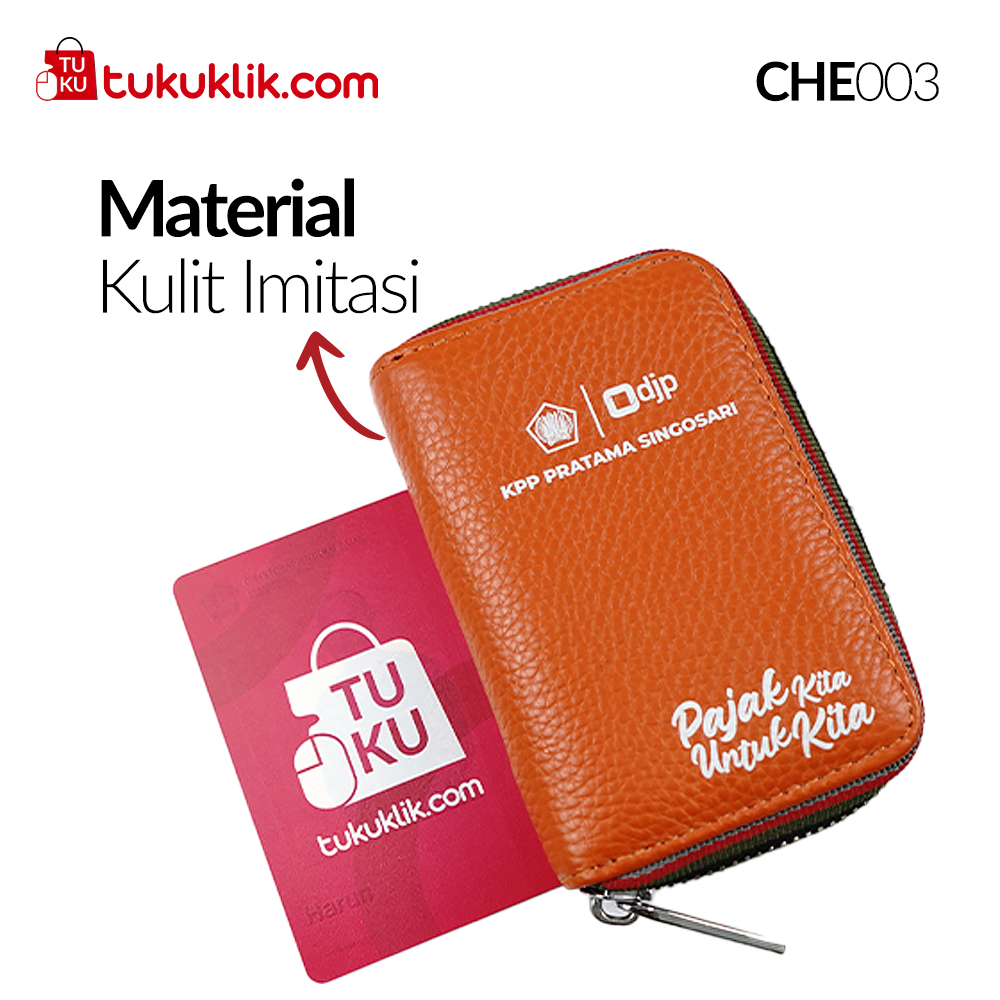 TU
KU
tukuklik.com
CHE003
Material
Kulit Imitasi
djp
KPP PRATAMA SINGOSARI
Pajak Kita
Untuk Kita
TU
KU
tukuklik.com
Harun